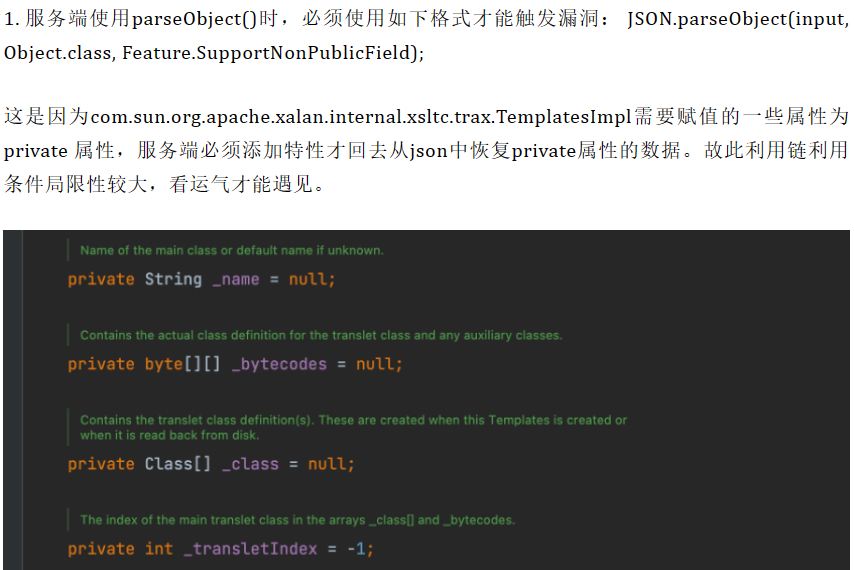 1. 服务端使用parseObject()时，必须使用如下格式才能触发漏洞： JSON.parseObject(input,
Object.class, Feature.SupportNonPublicField);
这是因为com.sun.org.apache.xalan.internal.xsltc.trax.TemplatesImpl需要赋值的一些属性为
private 属性，服务端必须添加特性才回去从json中恢复private属性的数据。故此利用链利用
条件局限性较大，看运气才能遇见。
Name of the main class or default name if unknown.
private String _name = null;
Contains the actual class definition for the translet class and any auxiliary classes.
private byte[][] _bytecodes = null;
Contains the translet class definition(s). These are created when this Templates is created or
when it is read back from disk.
private Class[] _class = null;
The index of the main translet class in the arrays _class[] and _bytecodes.
private int _transletIndex = -1;